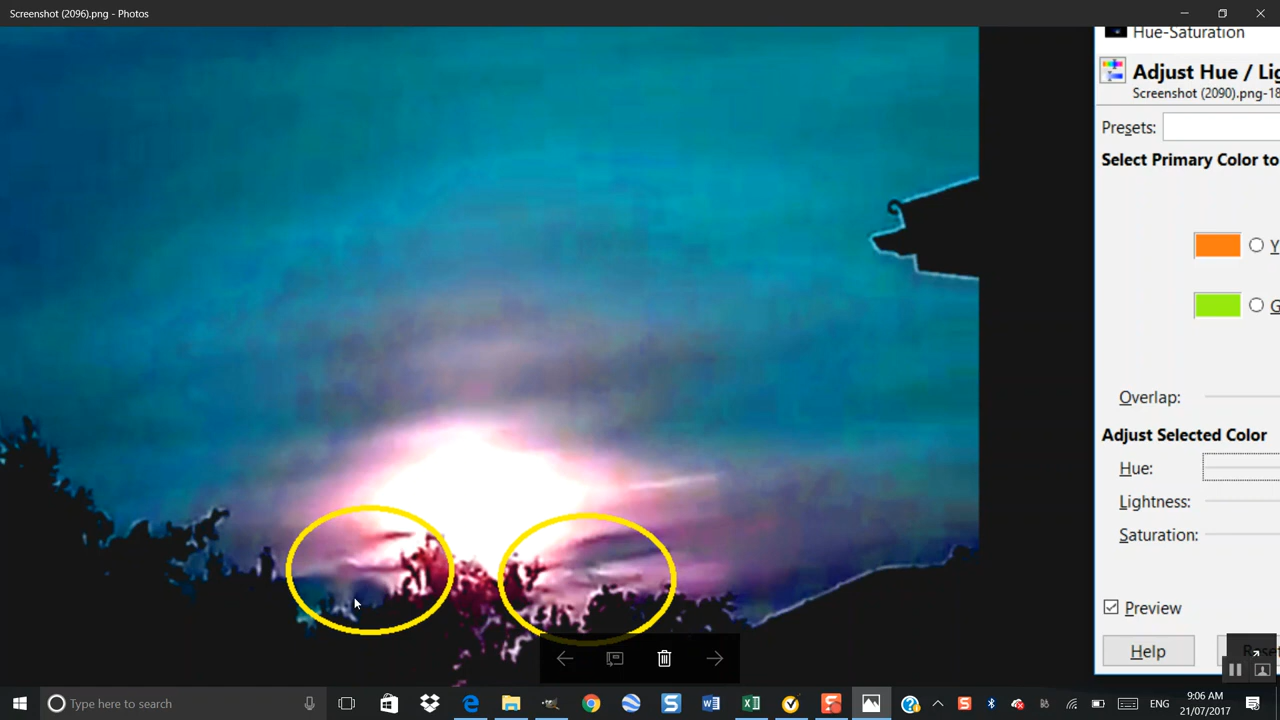 Screenshot (2096).png - Photos
Hue-Saturation
Adjust Hue / Lig
Screenshot (2090).png-18
Presets:
Select Primary Color to
Y
G
Overlap:
Adjust Selected Color
Hue:
Lightness:
Saturation:
Preview
Help
Type here to search
ENG
9:06 AM
21/07/2017